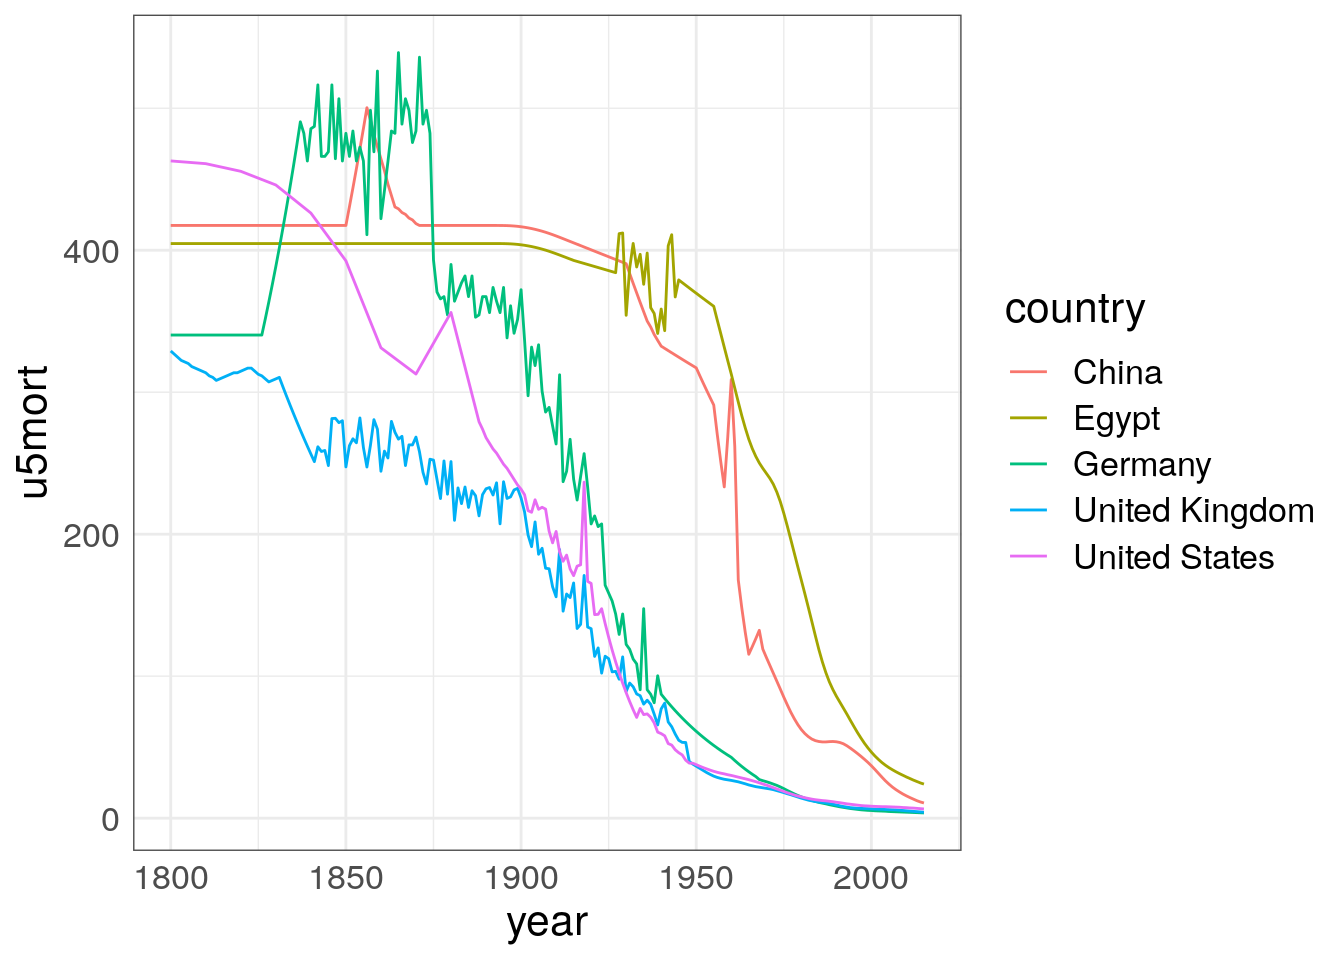 u5mort
400
200
0
1800
1850
1900
1950
2000
year
country
China
Egypt
Germany
United Kingdom
United States